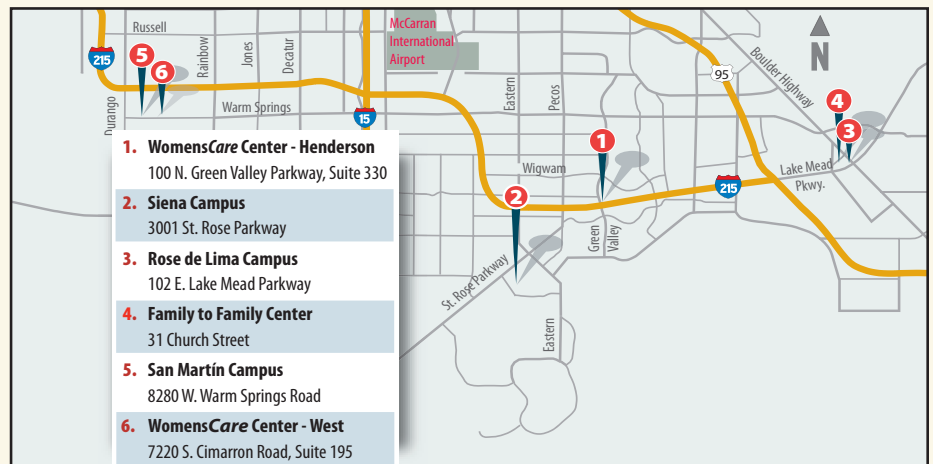 Russell
McCarran
International
Airport
N
Durango
Rainbow
Jones
Decatur
Eastern
Pecos
Boulder Highway
215
5
6
95
15
Warm Springs
4
3
1
Wigwam
Lake Mead
Pkwy.
215
2
Green
Valley
St. Rose Parkway
Eastern
1. WomensCare Center - Henderson
100 N. Green Valley Parkway, Suite 330
2. Siena Campus
3001 St. Rose Parkway
3. Rose de Lima Campus
102 E. Lake Mead Parkway
4. Family to Family Center
31 Church Street
5. San Martín Campus
8280 W. Warm Springs Road
6. WomensCare Center - West
7220 S. Cimarron Road, Suite 195